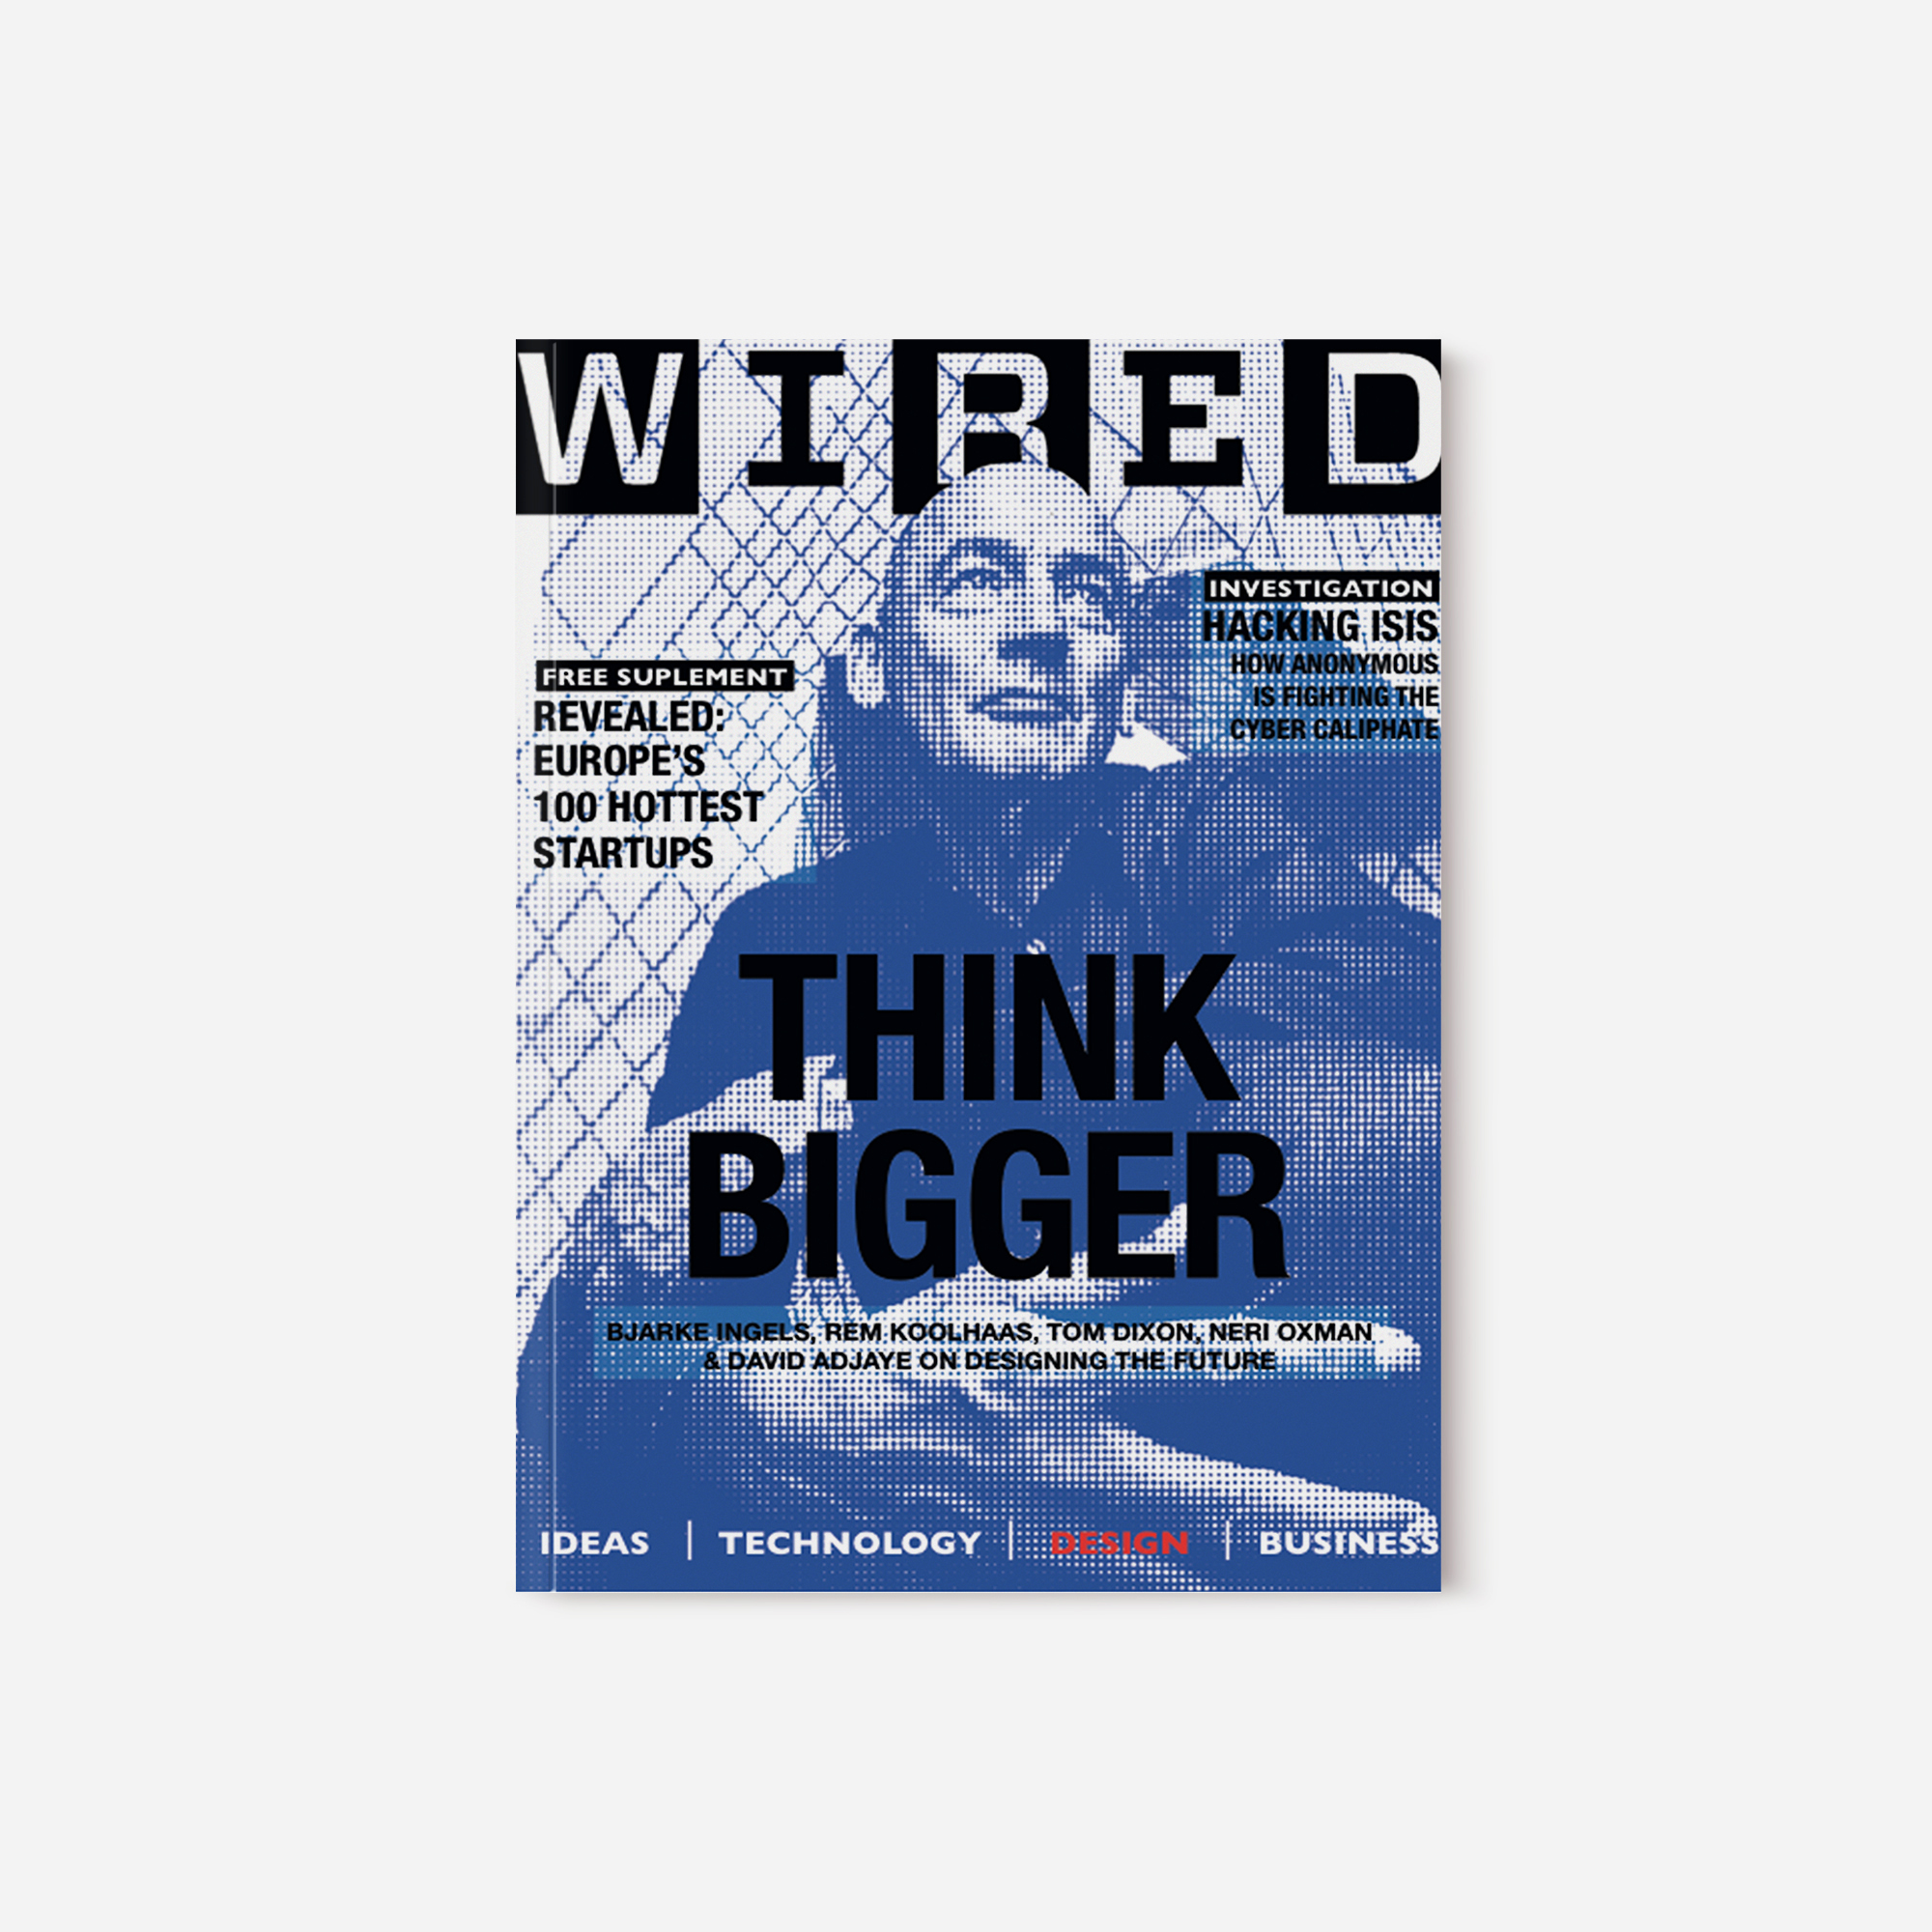 WIRED
INVESTIGATION
HACKING ISIS
HOW ANONYMOUS
IS FIGHTING THE
CYBER CALIPHATE
FREE SUPLEMENT
REVEALED:
EUROPE'S
100 HOTTEST
STARTUPS
THINK
BIGGER
BJARKE INGELS, REM KOOLHAAS, TOM DIXON, NERI OXMAN
& DAVID ADJAYE ON DESIGNING THE FUTURE
IDEAS | TECHNOLOGY | DESIGN | BUSINESS